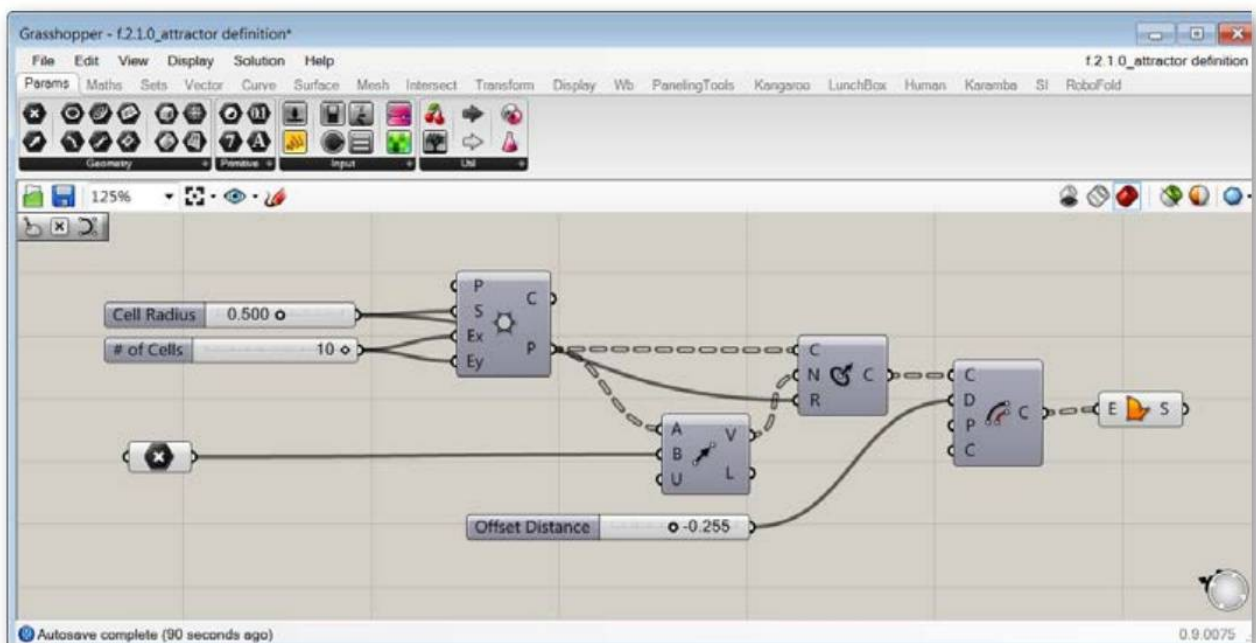 Grasshopper - f.2.1.0_attractor definition*
File Edit View Display Solution Help f.2.1.0_attractor definition
Params Maths Sets Vector Curve Surface Mesh Intersect Transform Display Wb PanelingTools Kangaroo LunchBox Human Karamba SI RoboFold
Geometry Primitive Input Util
125%
P
S
Ex
Ey
C
P
Cell Radius 0.500
# of Cells 10
C
N
R
C
C
D
P
C
C
E S
A
B
U
V
L
Offset Distance -0.255
Autosave complete (90 seconds ago) 0.9.0075